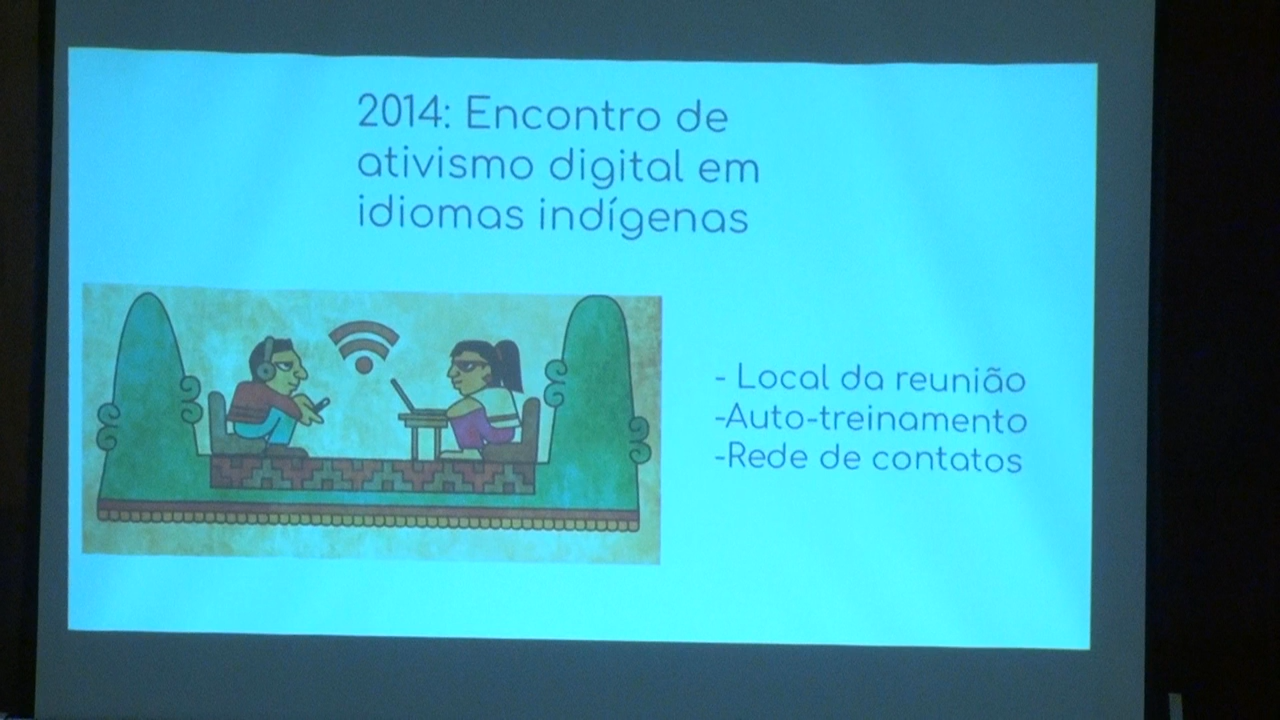 2014: Encontro de
ativismo digital em
idiomas indígenas
- Local da reunião
-Auto-treinamento
-Rede de contatos